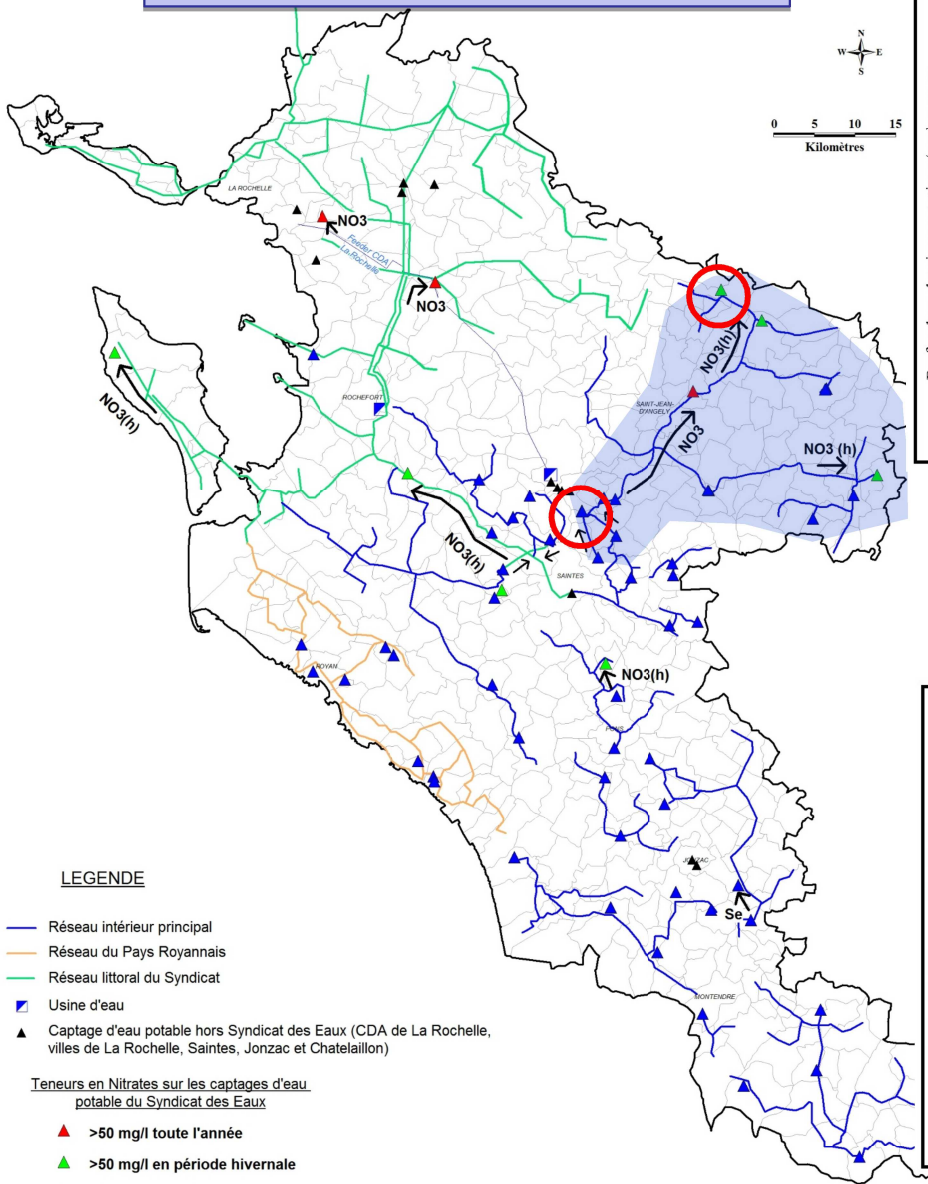 N
W E
S
0 5 10 15
Kilomètres
LA ROCHELLE
NO3
Feeder CDA
La Rochelle
NO3
NO3(h)
ROCHEFORT
NO3(h)
SAINT-JEAN-
D'ANGELY
NO3
NO3 (h)
NO3(h)
SAINTES
ROYAN
NO3(h)
PONS
JONZAC
Se
MONTENDRE
LEGENDE
Réseau intérieur principal
Réseau du Pays Royannais
Réseau littoral du Syndicat
Usine d'eau
Captage d'eau potable hors Syndicat des Eaux (CDA de La Rochelle,
villes de La Rochelle, Saintes, Jonzac et Chatelaillon)
Teneurs en Nitrates sur les captages d'eau
potable du Syndicat des Eaux
>50 mg/l toute l'année
>50 mg/l en période hivernale